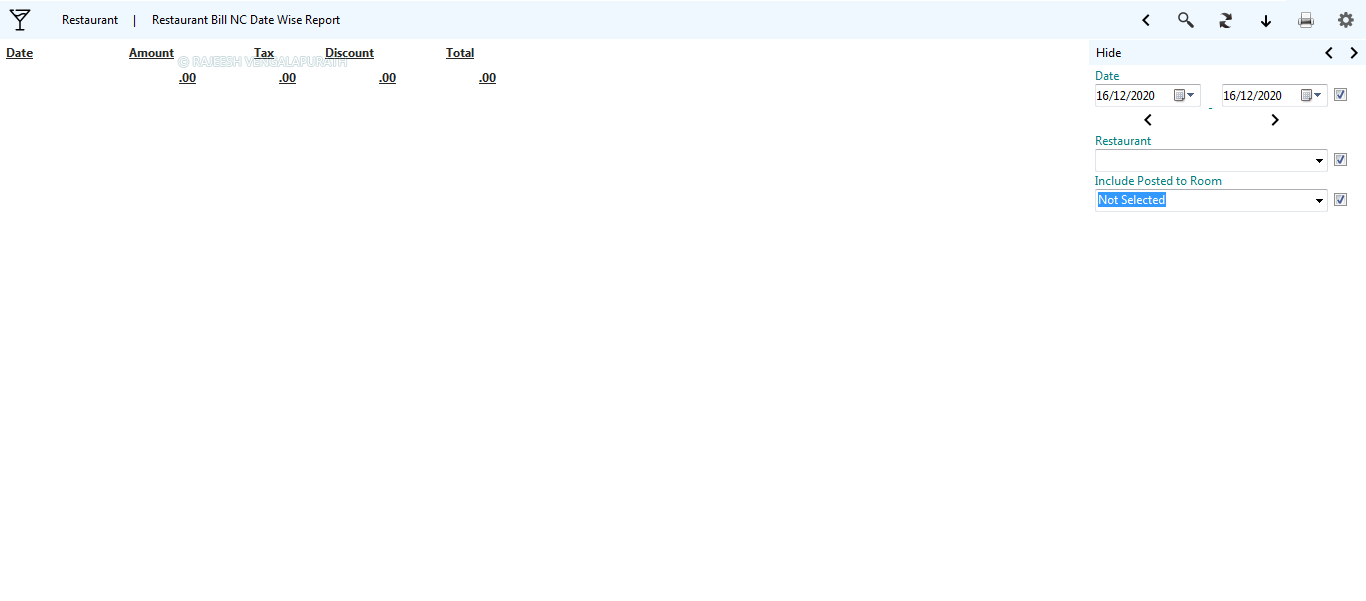 Restaurant | Restaurant Bill NC Date Wise Report
Date Amount Tax Discount Total
© RAJEESH VENGALAPURATH
.00 .00 .00 .00
Hide
Date
16/12/2020 - 16/12/2020
Restaurant
Include Posted to Room
Not Selected